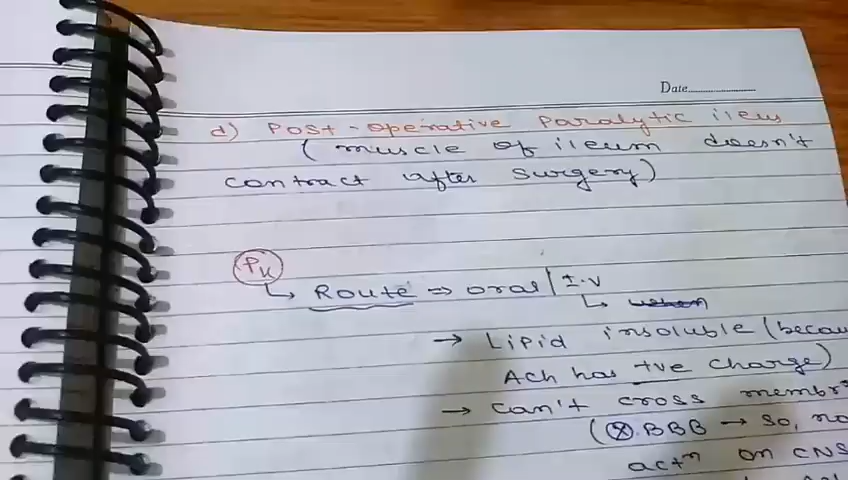 Date
d) Post-operative Paralytic ileus
(muscle of ileum doesn't
contract after surgery)
PK
↳ Route ⇒ oral / I.V
→ Lipid insoluble (becau
Ach has +ve charge)
→ can't cross membr
(ⓧ BBB → so, no
actⁿ on CNS